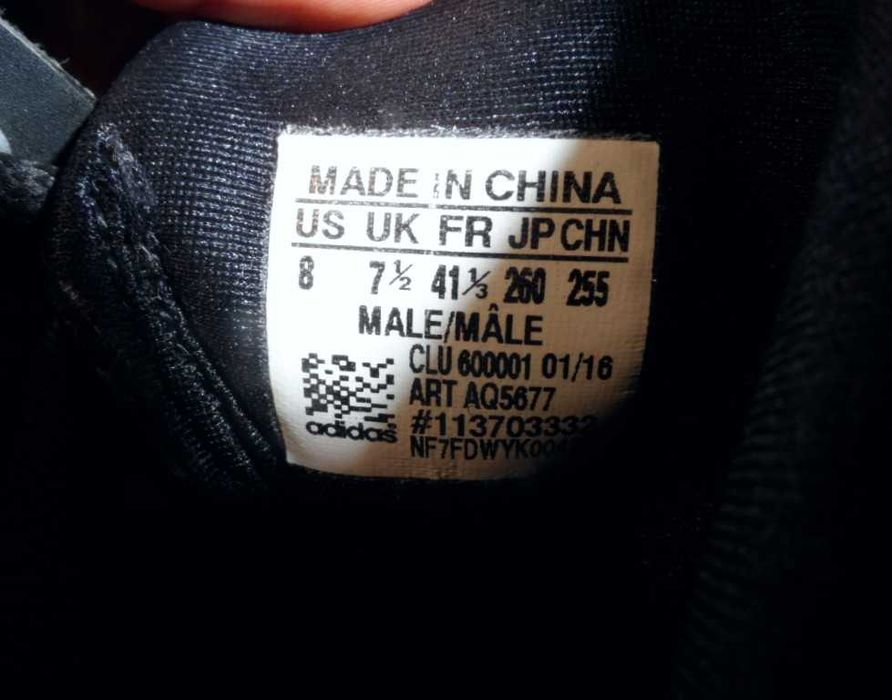 MADE IN CHINA
US UK FR JP CHN
8 7½ 41⅓ 260 255
MALE/MÂLE
CLU 600001 01/16
ART AQ5677
#113703332
adidas